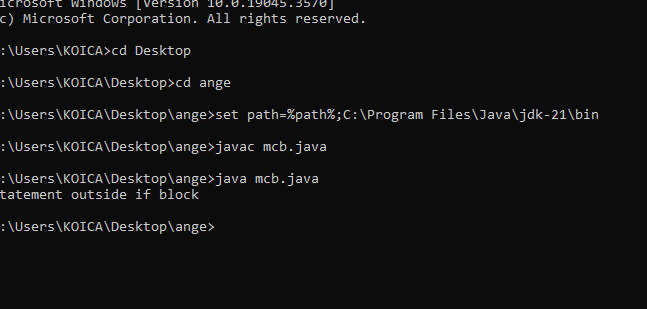 icrosoft Windows [Version 10.0.19045.3570]
c) Microsoft Corporation. All rights reserved.
:\Users\KOICA>cd Desktop
:\Users\KOICA\Desktop>cd ange
:\Users\KOICA\Desktop\ange>set path=%path%;C:\Program Files\Java\jdk-21\bin
:\Users\KOICA\Desktop\ange>javac mcb.java
:\Users\KOICA\Desktop\ange>java mcb.java
tatement outside if block
:\Users\KOICA\Desktop\ange>